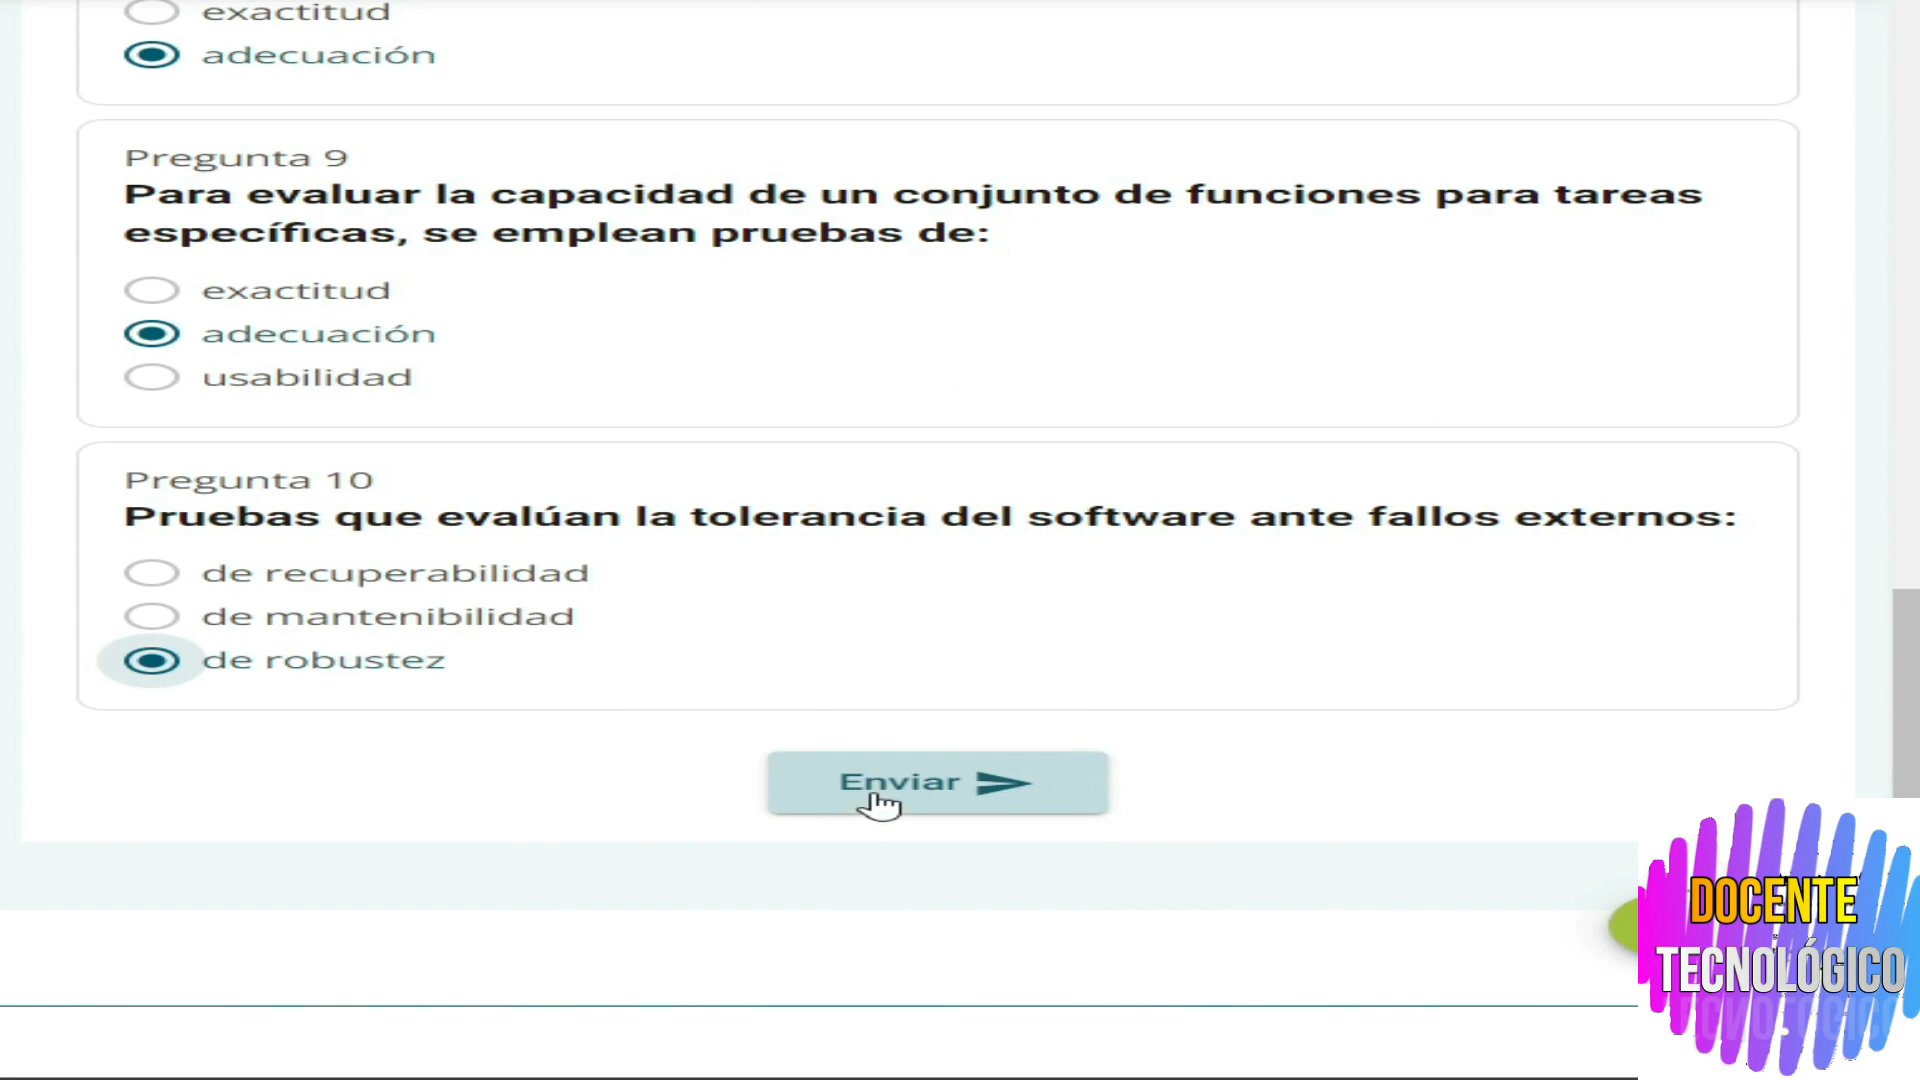 exactitud
adecuación
Pregunta 9
Para evaluar la capacidad de un conjunto de funciones para tareas
específicas, se emplean pruebas de:
exactitud
adecuación
usabilidad
Pregunta 10
Pruebas que evalúan la tolerancia del software ante fallos externos:
de recuperabilidad
de mantenibilidad
de robustez
Enviar
DOCENTE
TECNOLÓGICO